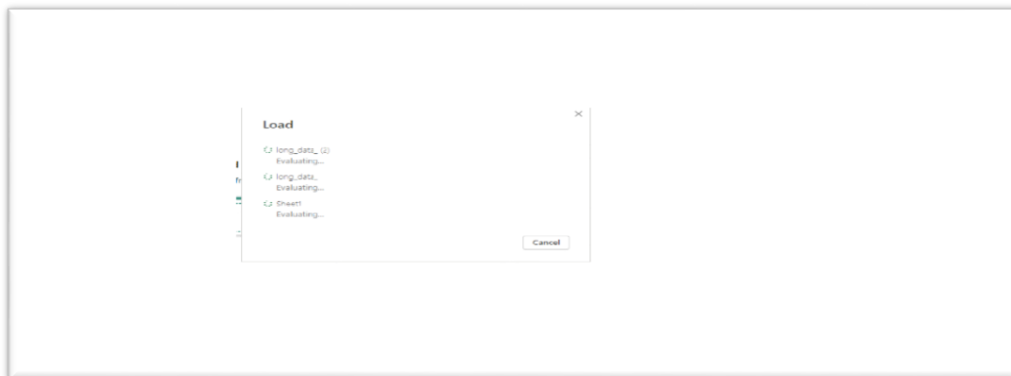 Load
long_data_ (2)
Evaluating...
long_data_
Evaluating...
Sheet1
Evaluating...
Cancel